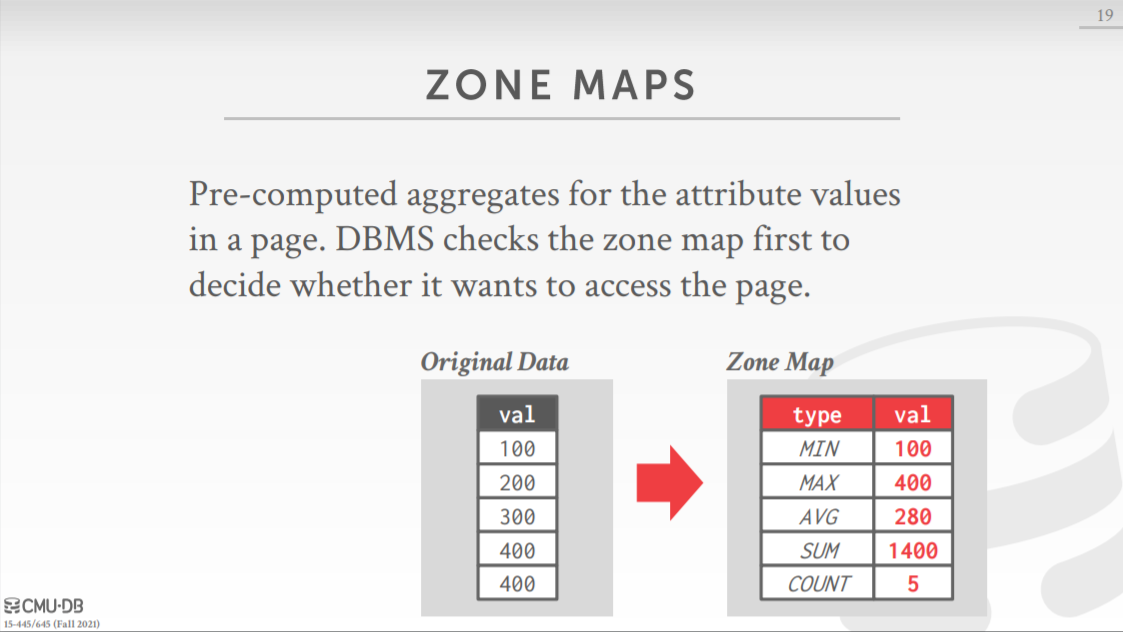 19
ZONE MAPS
Pre-computed aggregates for the attribute values
in a page. DBMS checks the zone map first to
decide whether it wants to access the page.
Original Data
val
100
200
300
400
400
Zone Map
type val
MIN 100
MAX 400
AVG 280
SUM 1400
COUNT 5
CMU·DB
15-445/645 (Fall 2021)